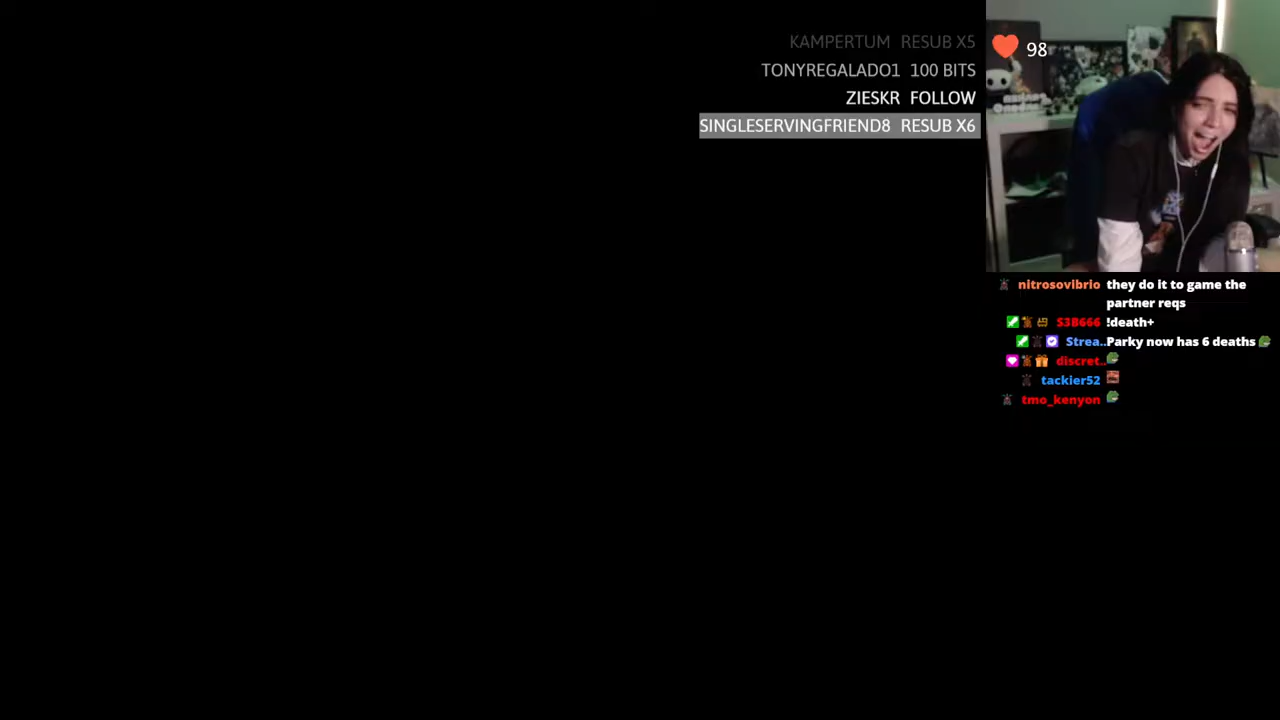 KAMPERTUM RESUB X5
TONYREGALADO1 100 BITS
ZIESKR FOLLOW
SINGLESERVINGFRIEND8 RESUB X6
98
nitrosovibrio they do it to game the
partner reqs
S3B666 !death+
Strea.. Parky now has 6 deaths
discret..
tackier52
tmo_kenyon